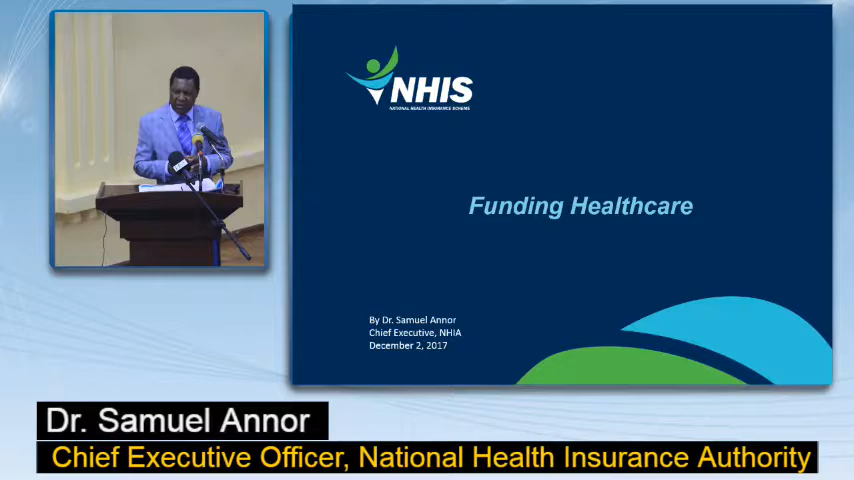 NHIS
NATIONAL HEALTH INSURANCE SCHEME
Funding Healthcare
By Dr. Samuel Annor
Chief Executive, NHIA
December 2, 2017
Dr. Samuel Annor
Chief Executive Officer, National Health Insurance Authority